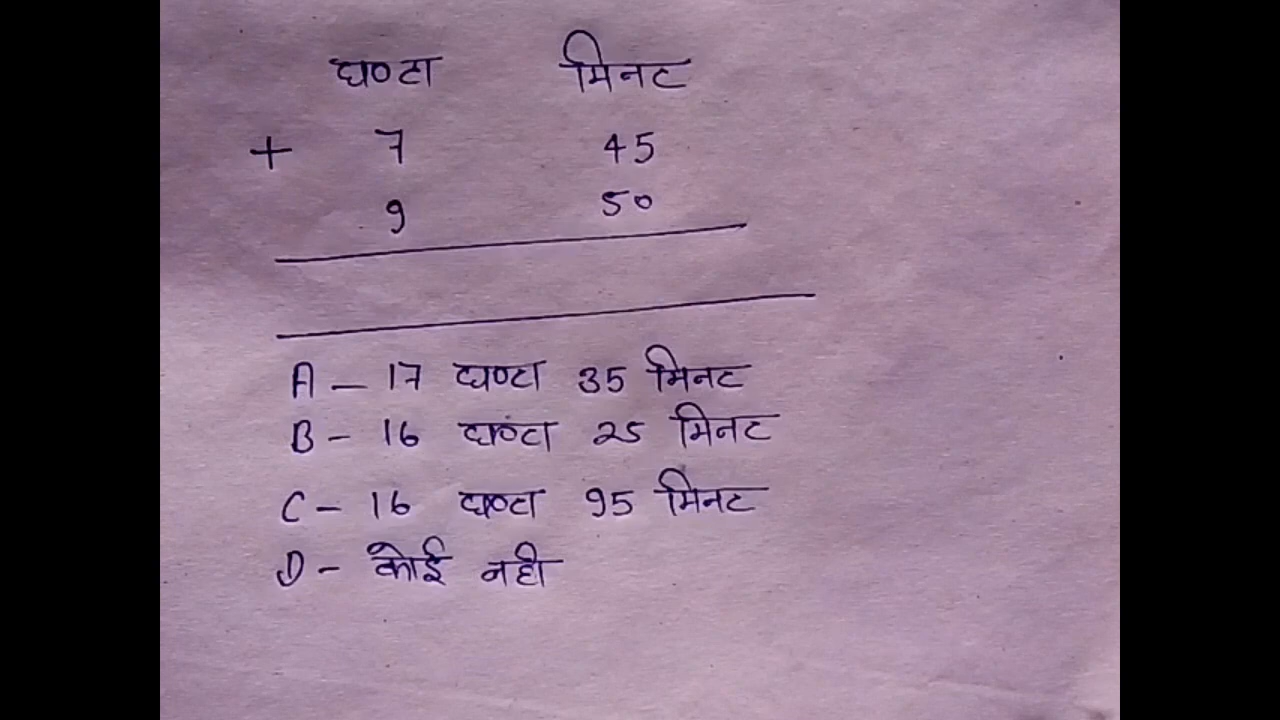 घण्टा मिनट
+ 7 45
9 50
A - 17 घण्टा 35 मिनट
B - 16 घण्टा 25 मिनट
C - 16 घण्टा 95 मिनट
D - कोई नही